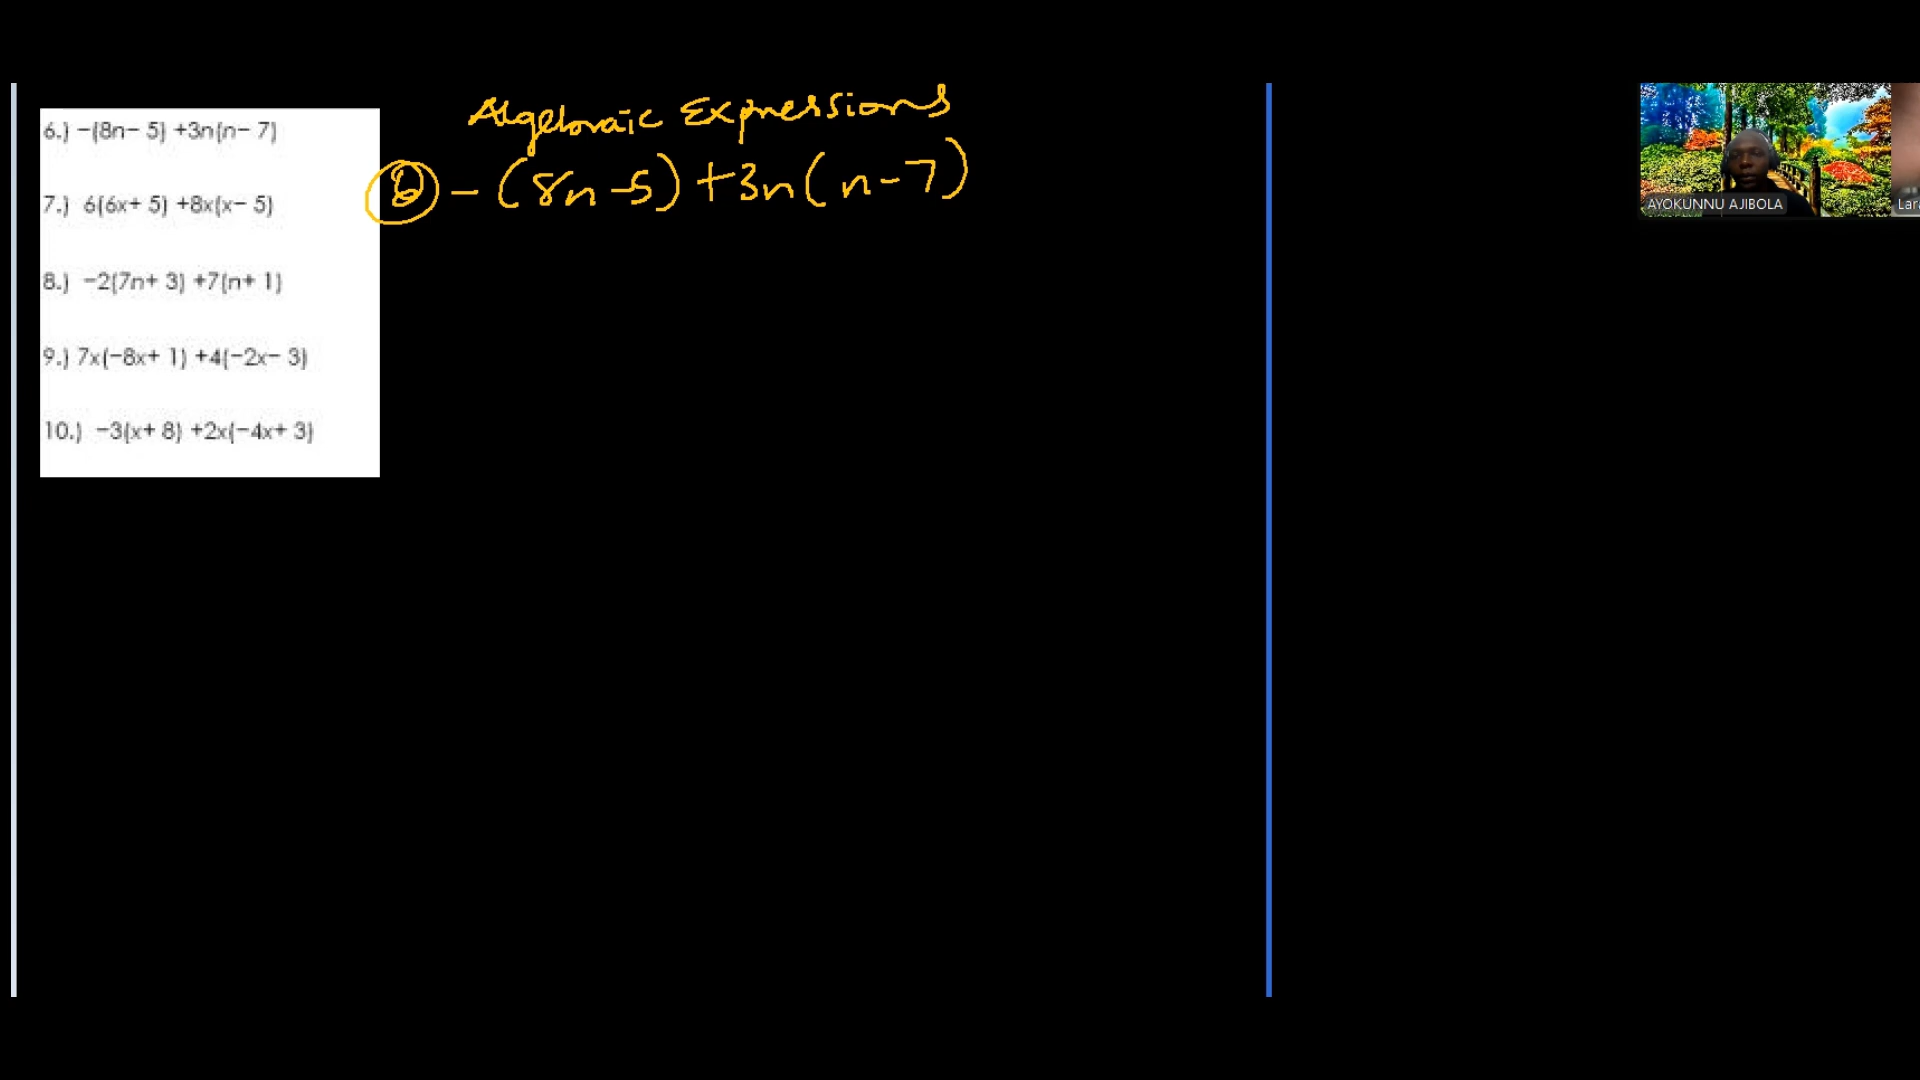 6.) −(8n− 5) +3n(n− 7)
7.) 6(6x+ 5) +8x(x− 5)
8.) −2(7n+ 3) +7(n+ 1)
9.) 7x(−8x+ 1) +4(−2x− 3)
10.) −3(x+ 8) +2x(−4x+ 3)
Algebraic Expressions
6 - (8n-5) +3n(n-7)
AYOKUNNU AJIBOLA
Lar